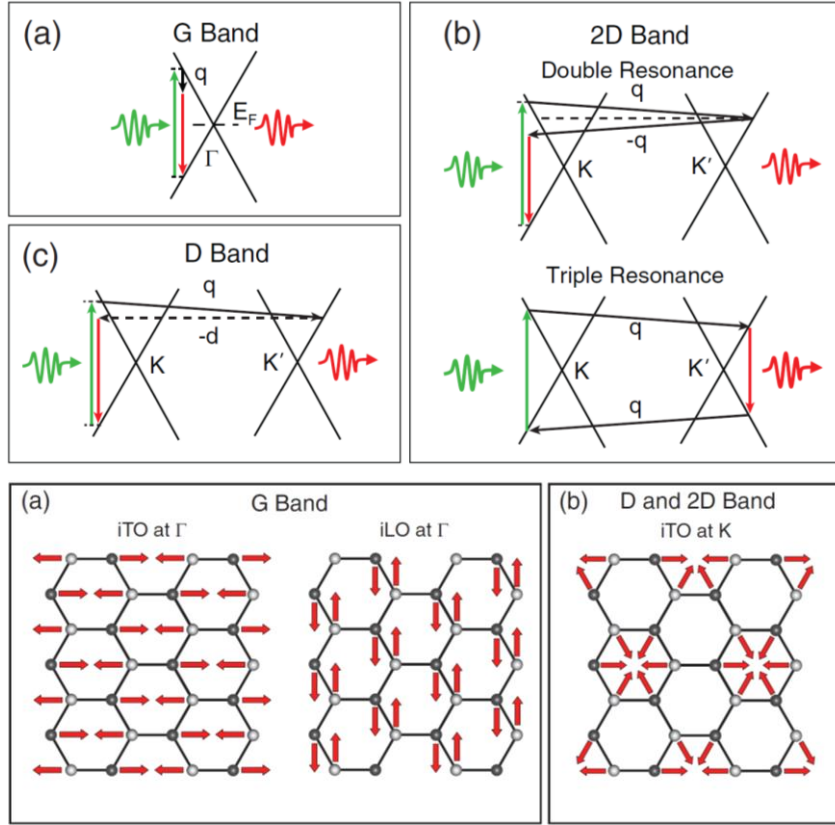 (a)
G Band
q
E_F
Γ
(b)
2D Band
Double Resonance
q
-q
K
K′
Triple Resonance
q
K
K′
q
(c)
D Band
q
-d
K
K′
(a)
G Band
iTO at Γ
iLO at Γ
(b)
D and 2D Band
iTO at K